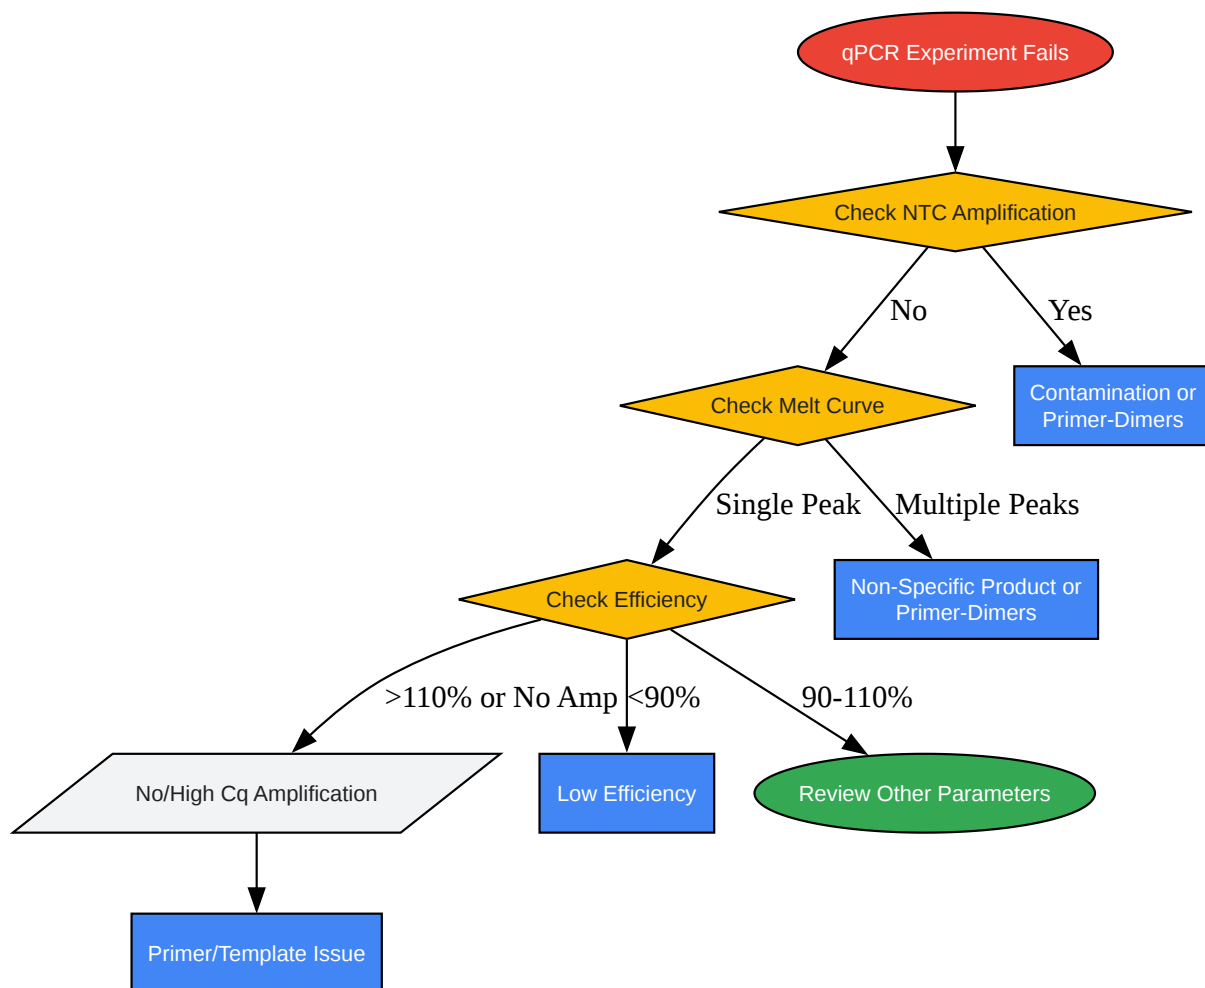 qPCR Experiment Fails
Check NTC Amplification
No
Yes
Check Melt Curve
Contamination or
Primer-Dimers
Single Peak
Multiple Peaks
Check Efficiency
Non-Specific Product or
Primer-Dimers
>110% or No Amp
<90%
90-110%
No/High Cq Amplification
Low Efficiency
Review Other Parameters
Primer/Template Issue